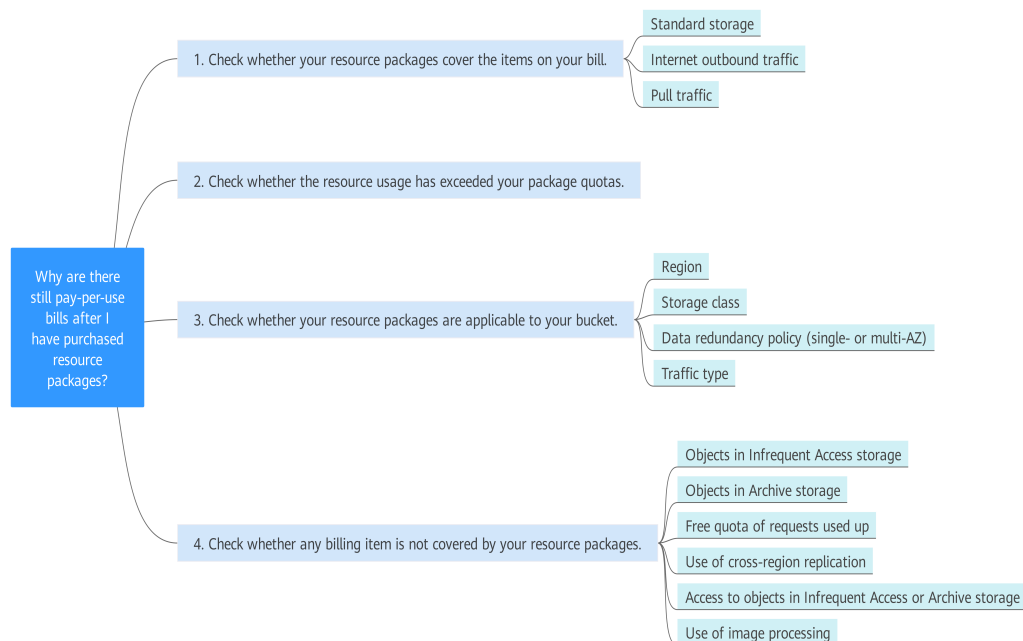 Why are there
still pay-per-use
bills after I
have purchased
resource
packages?
1. Check whether your resource packages cover the items on your bill.
Standard storage
Internet outbound traffic
Pull traffic
2. Check whether the resource usage has exceeded your package quotas.
3. Check whether your resource packages are applicable to your bucket.
Region
Storage class
Data redundancy policy (single- or multi-AZ)
Traffic type
4. Check whether any billing item is not covered by your resource packages.
Objects in Infrequent Access storage
Objects in Archive storage
Free quota of requests used up
Use of cross-region replication
Access to objects in Infrequent Access or Archive storage
Use of image processing